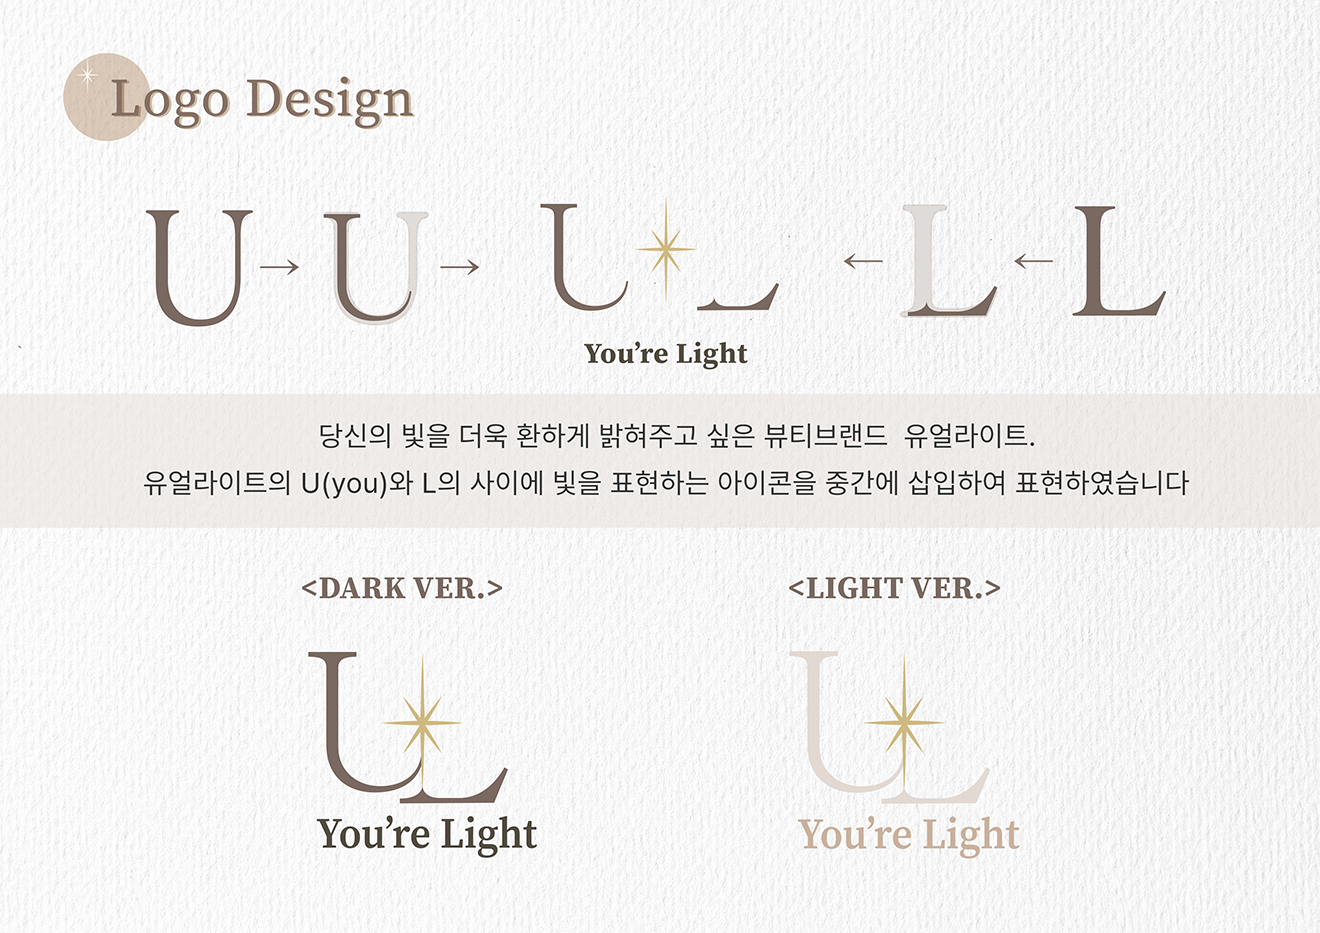 Logo Design
U → U → U L ← L ← L
You’re Light
당신의 빛을 더욱 환하게 밝혀주고 싶은 뷰티브랜드 유얼라이트.
유얼라이트의 U(you)와 L의 사이에 빛을 표현하는 아이콘을 중간에 삽입하여 표현하였습니다
<DARK VER.>
<LIGHT VER.>
UL
You’re Light
UL
You’re Light